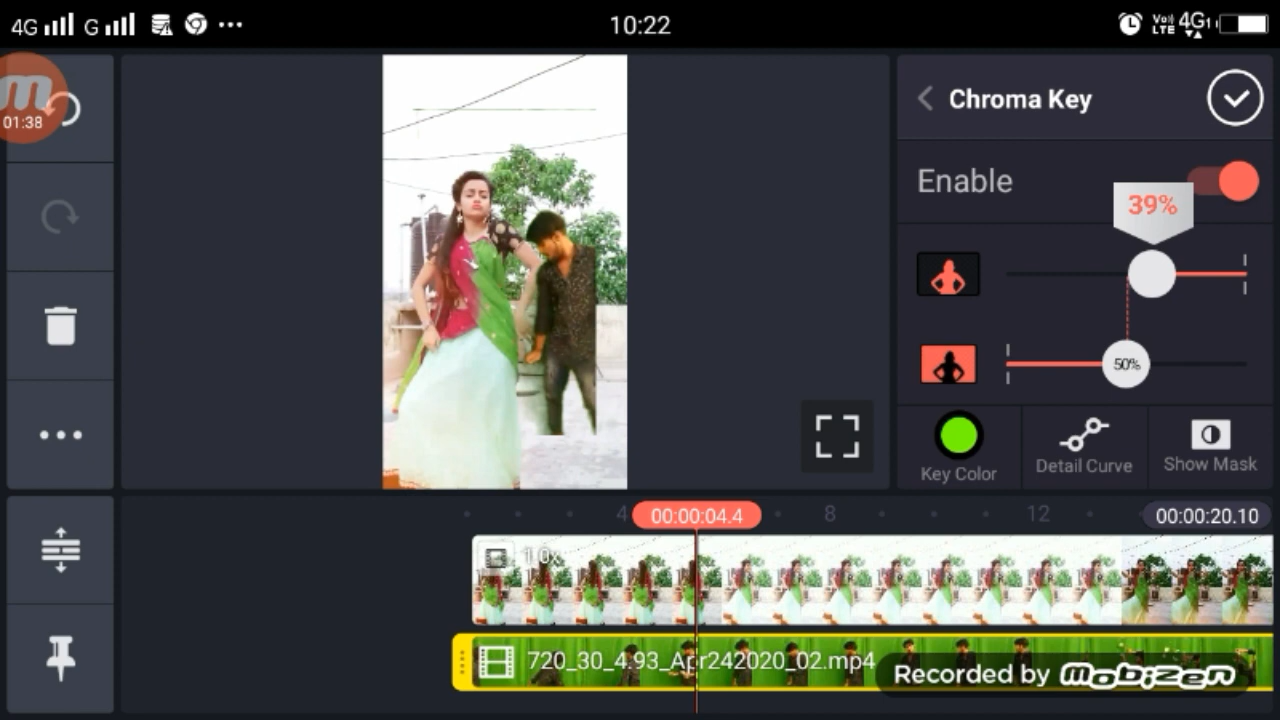 4G G 10:22 Vo) LTE 4G
m
01:38
Chroma Key
Enable
39%
50%
Key Color
Detail Curve
Show Mask
4 00:00:04.4 8 12 00:00:20.10
1.0x
720_30_4.93_Apr242020_02.mp4
Recorded by mobizen